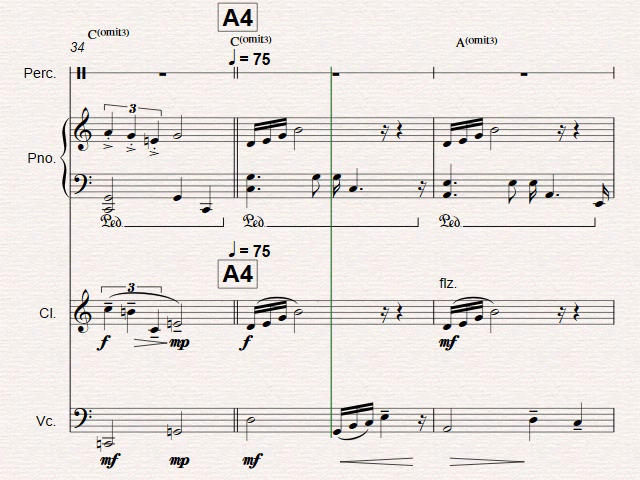 C(omit3)
A4
34
C(omit3)
A(omit3)
♩ = 75
Perc.
3
Pno.
Ped.
Ped.
Ped.
♩ = 75
A4
flz.
3
Cl.
f
mp
f
mf
Vc.
mf
mp
mf